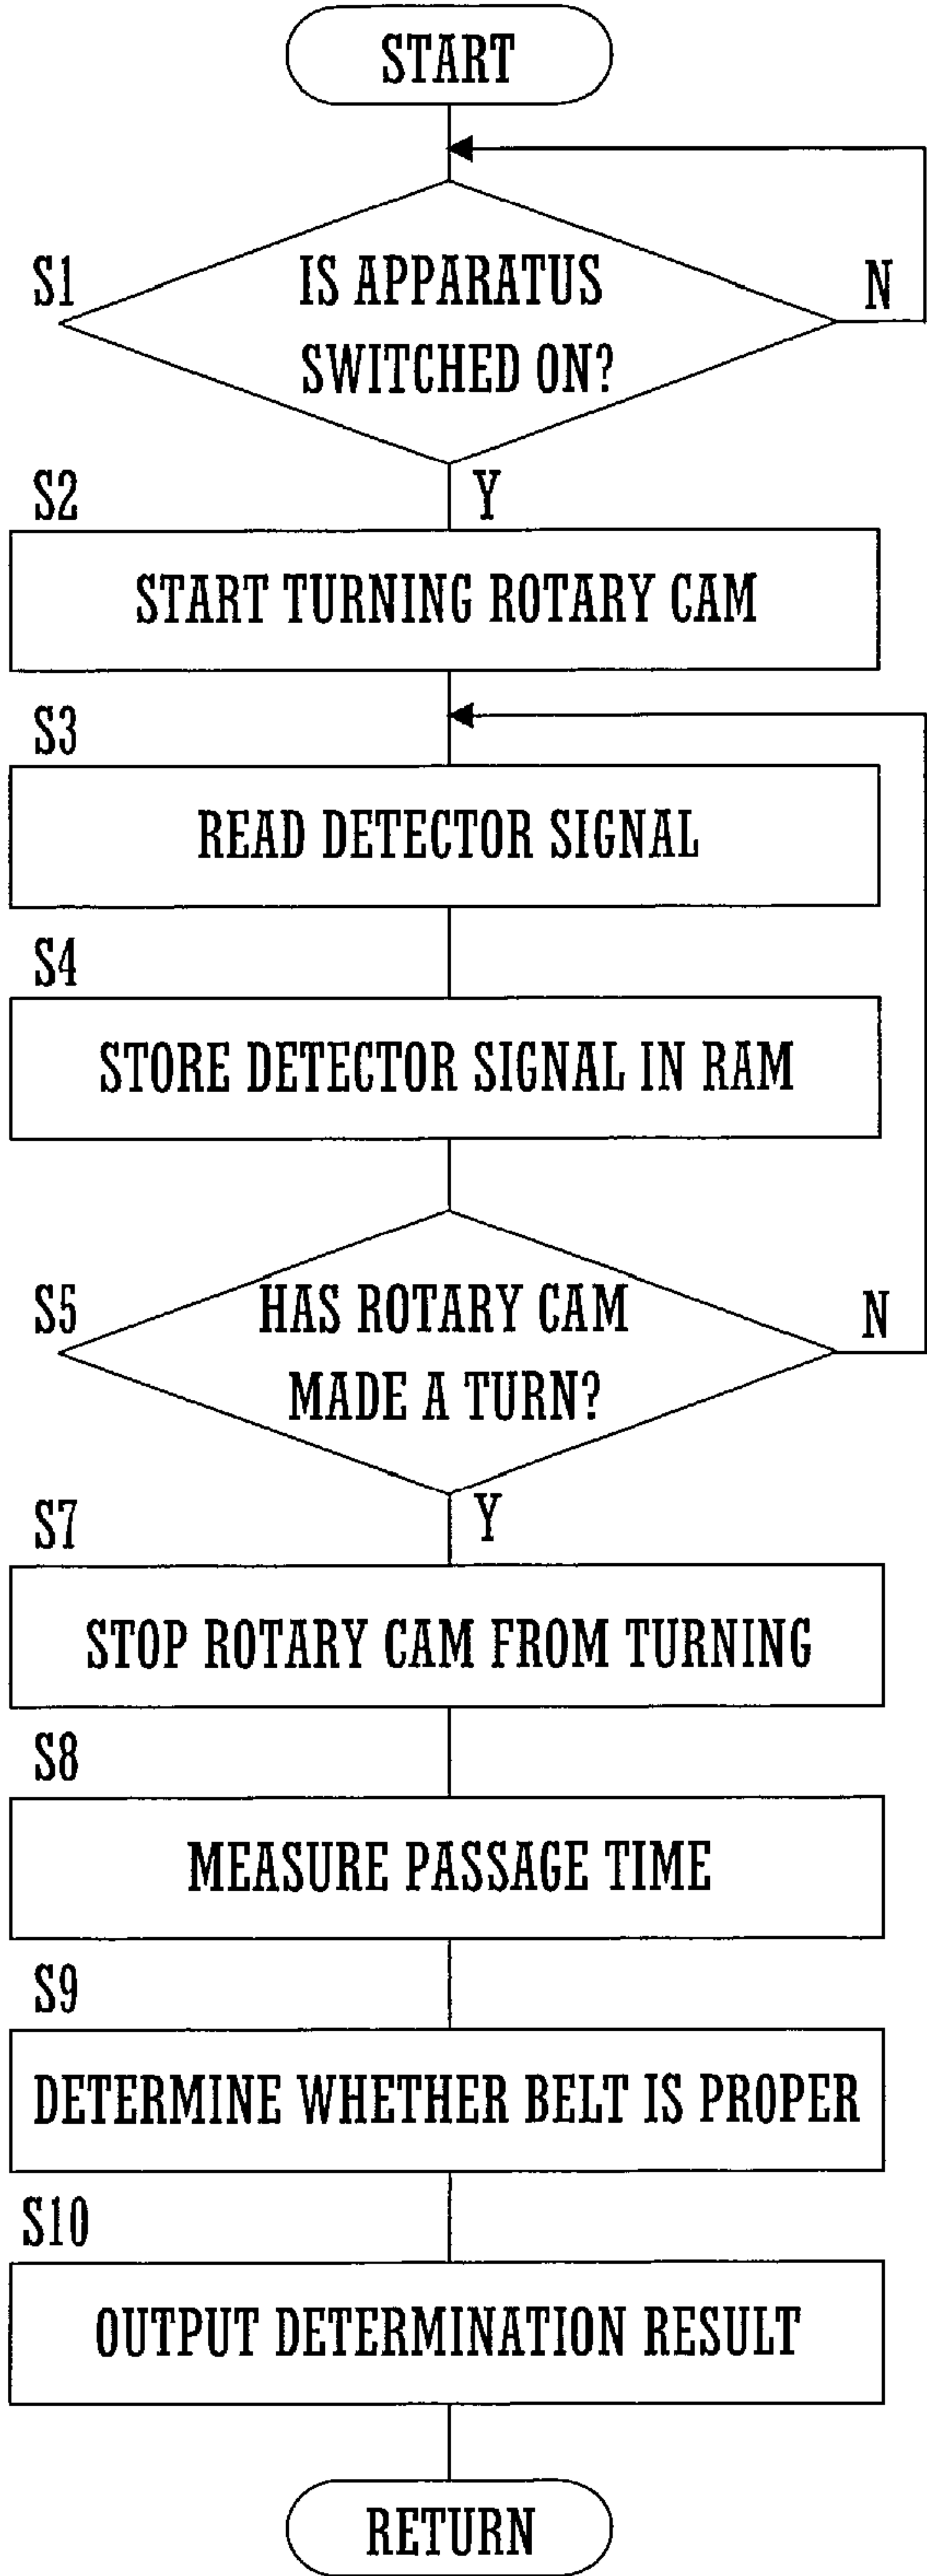 START
S1
IS APPARATUS
SWITCHED ON?
N
Y
S2
START TURNING ROTARY CAM
S3
READ DETECTOR SIGNAL
S4
STORE DETECTOR SIGNAL IN RAM
S5
HAS ROTARY CAM
MADE A TURN?
N
Y
S7
STOP ROTARY CAM FROM TURNING
S8
MEASURE PASSAGE TIME
S9
DETERMINE WHETHER BELT IS PROPER
S10
OUTPUT DETERMINATION RESULT
RETURN